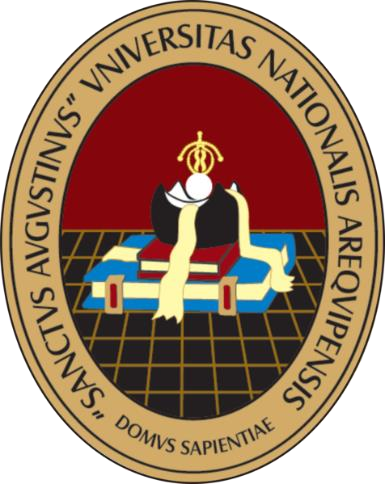 "SANCTVS AVGVSTINVS" VNIVERSITAS NATIONALIS AREQVIPENSIS
DOMVS SAPIENTIAE